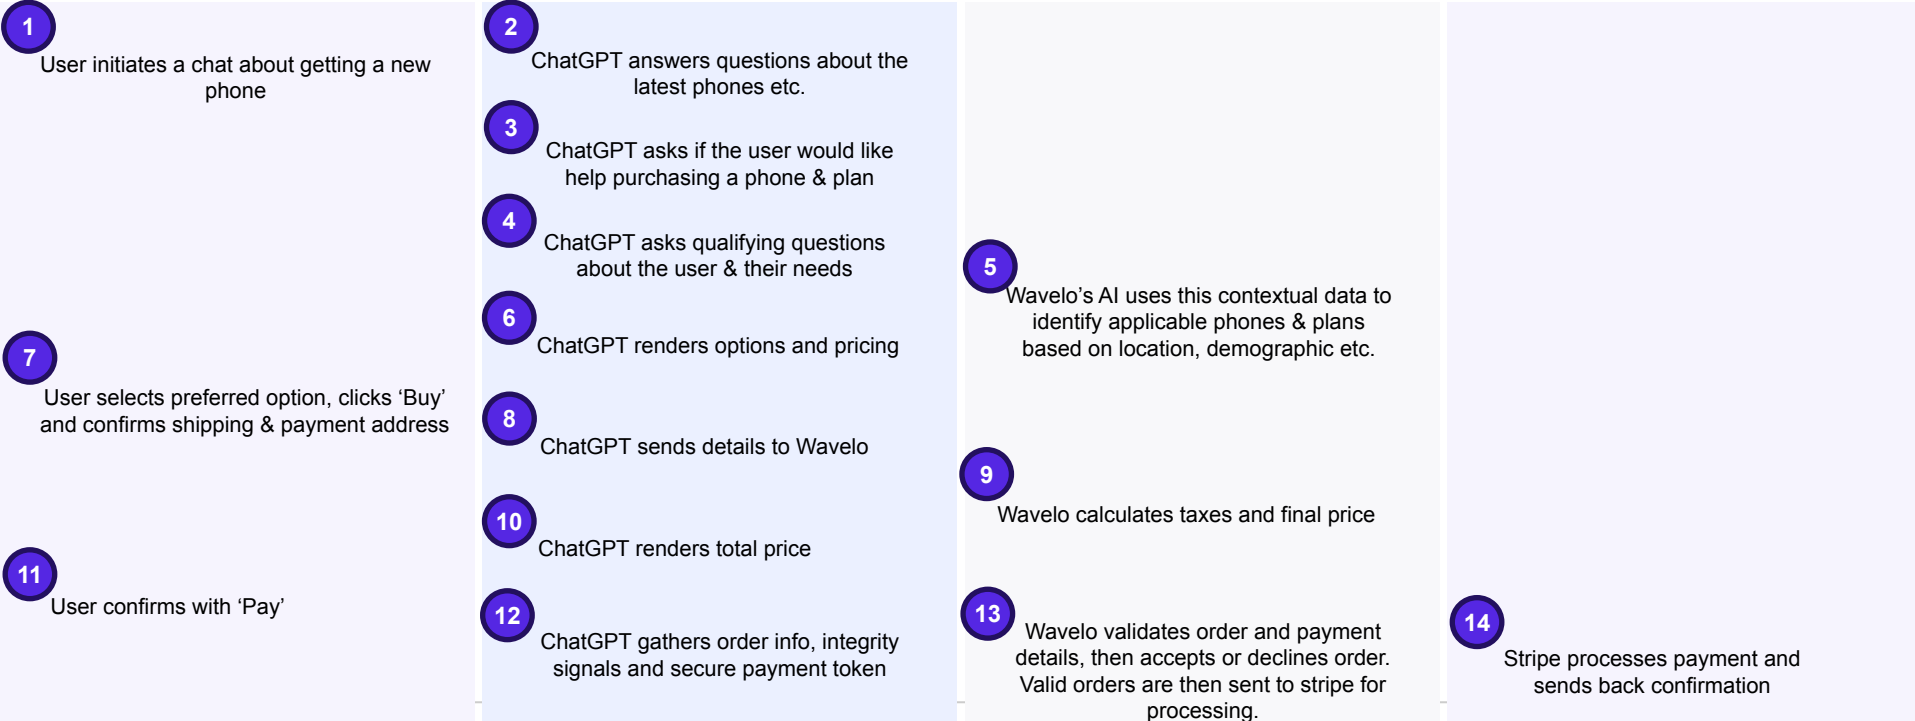 1
User initiates a chat about getting a new
phone
2
ChatGPT answers questions about the
latest phones etc.
3
ChatGPT asks if the user would like
help purchasing a phone & plan
4
ChatGPT asks qualifying questions
about the user & their needs
5
Wavelo’s AI uses this contextual data to
identify applicable phones & plans
based on location, demographic etc.
6
ChatGPT renders options and pricing
7
User selects preferred option, clicks ‘Buy’
and confirms shipping & payment address
8
ChatGPT sends details to Wavelo
9
Wavelo calculates taxes and final price
10
ChatGPT renders total price
11
User confirms with ‘Pay’
12
ChatGPT gathers order info, integrity
signals and secure payment token
13
Wavelo validates order and payment
details, then accepts or declines order.
Valid orders are then sent to stripe for
processing.
14
Stripe processes payment and
sends back confirmation